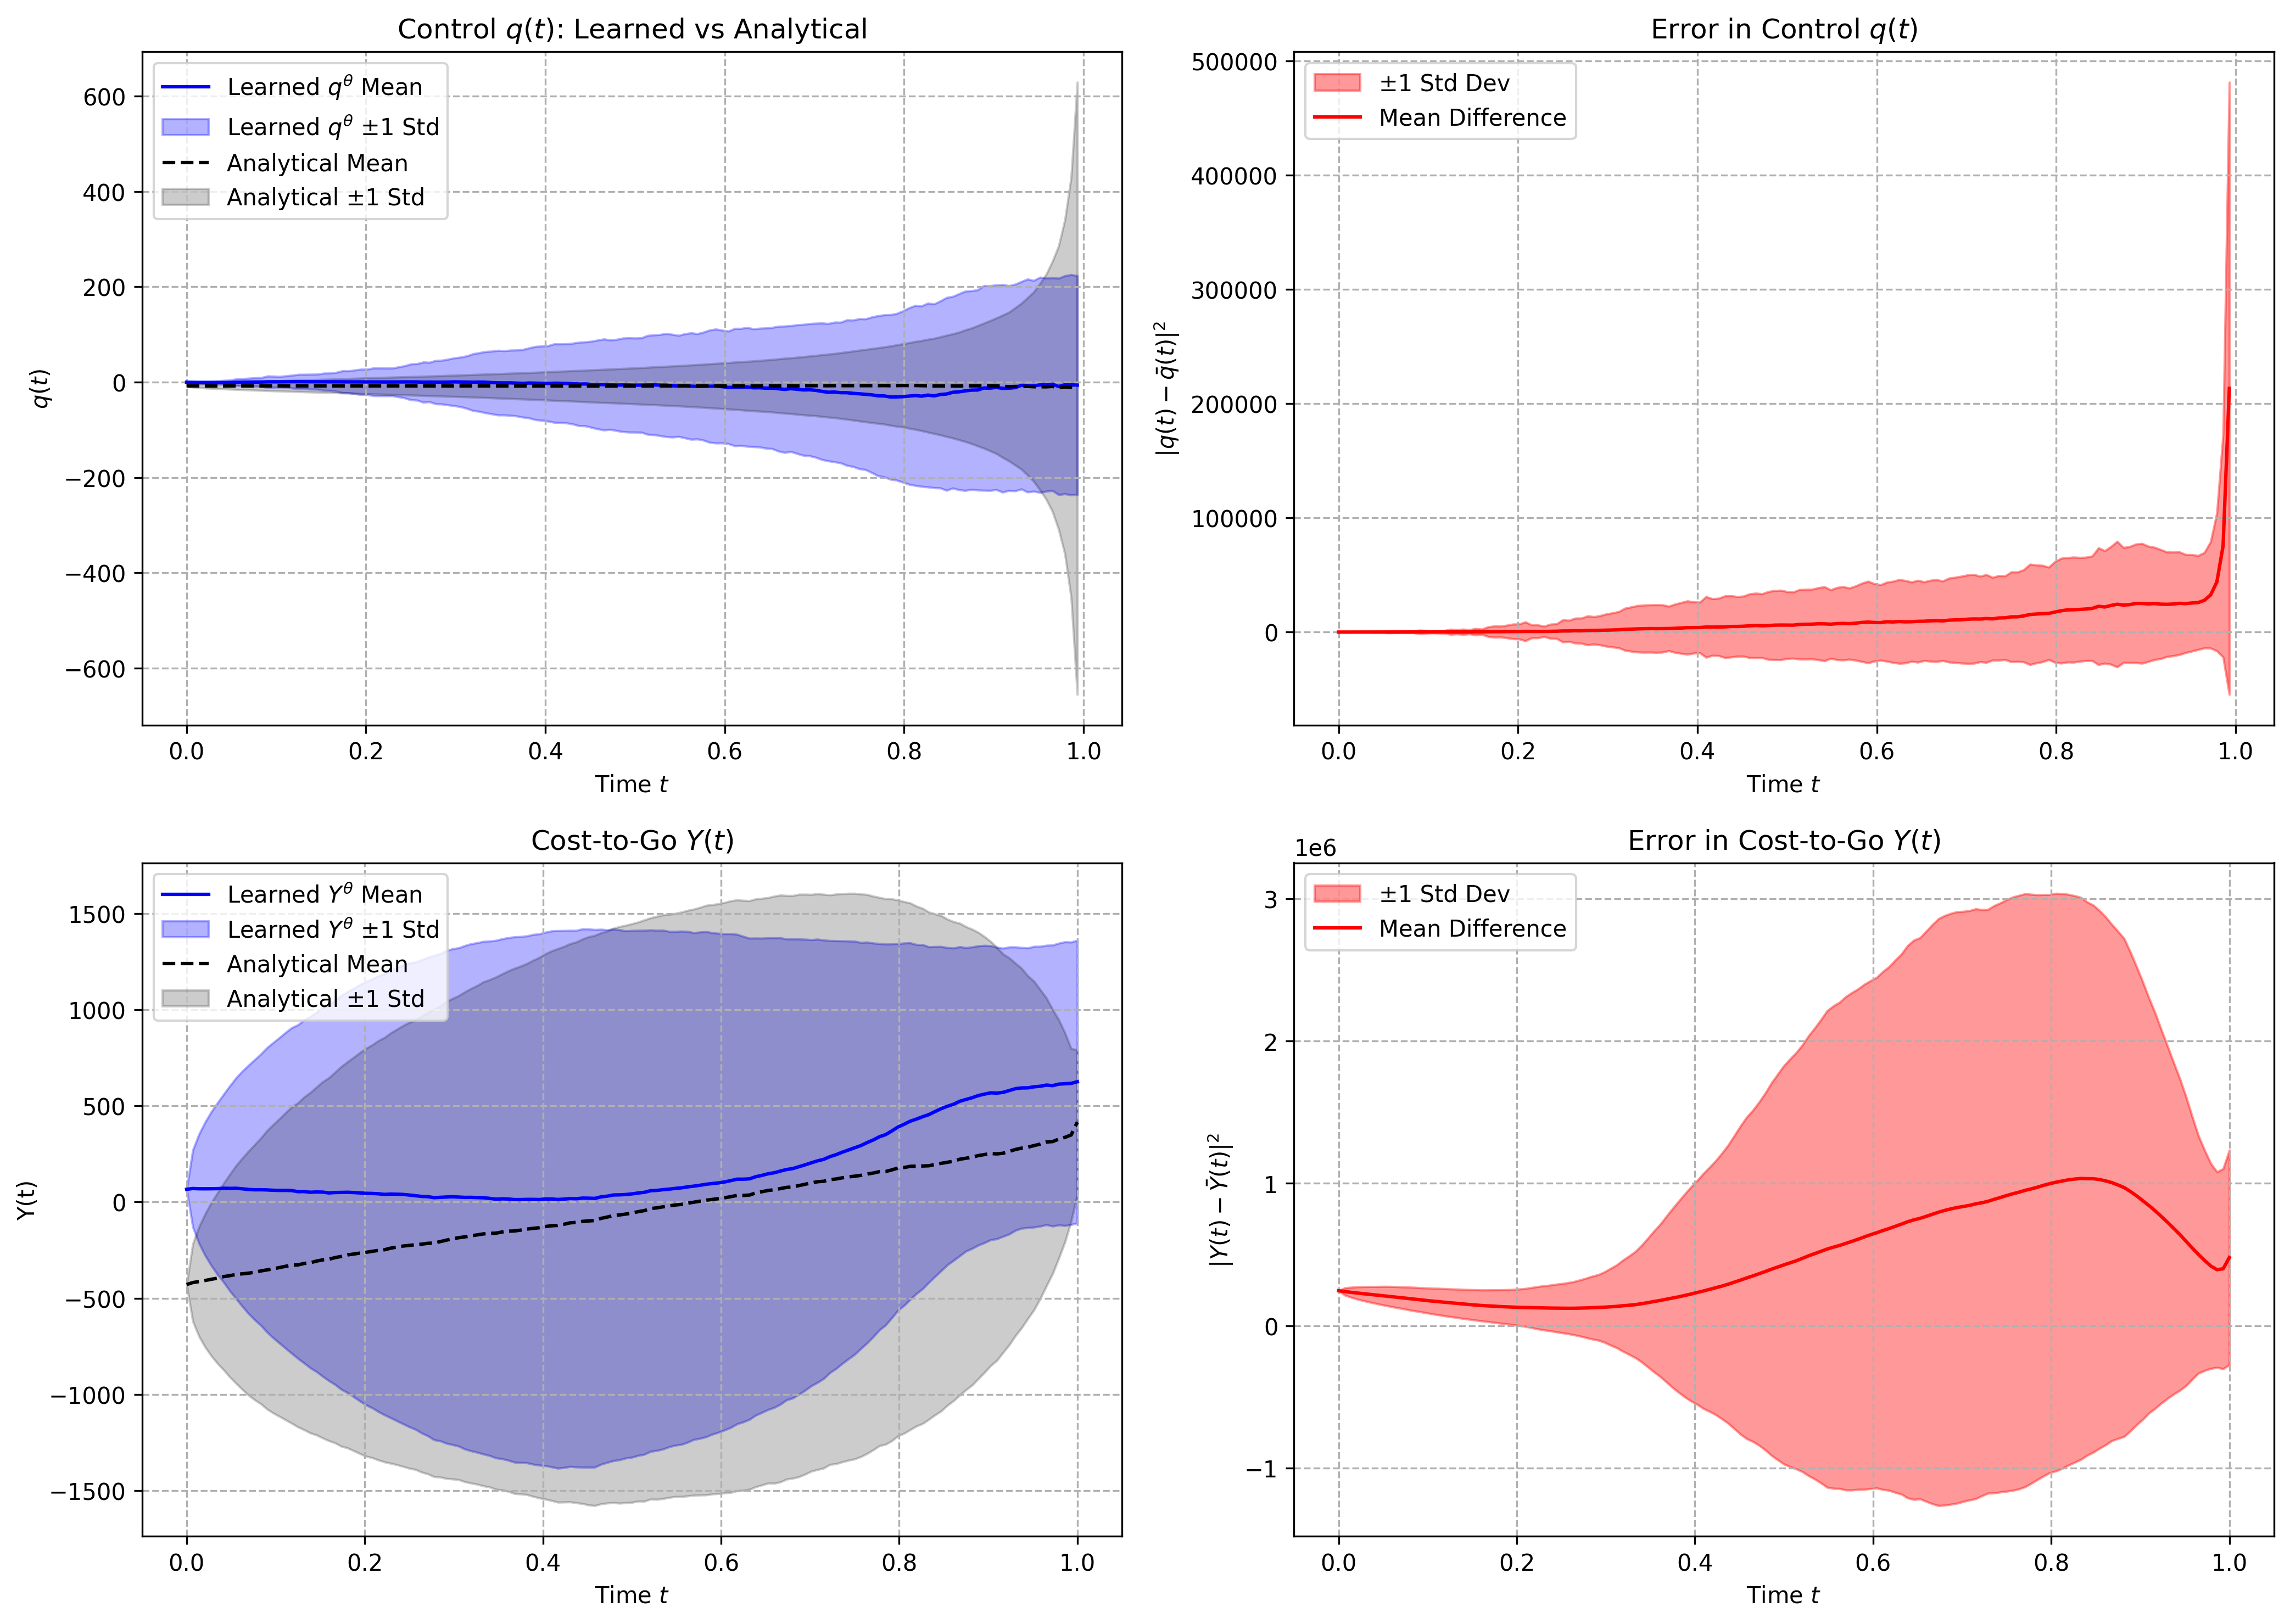 Control q(t): Learned vs Analytical
Learned q^θ Mean
Learned q^θ ±1 Std
Analytical Mean
Analytical ±1 Std
600
400
200
0
−200
−400
−600
q(t)
0.0 0.2 0.4 0.6 0.8 1.0
Time t
Error in Control q(t)
±1 Std Dev
Mean Difference
500000
400000
300000
200000
100000
0
|q(t) − q̄(t)|²
0.0 0.2 0.4 0.6 0.8 1.0
Time t
Cost-to-Go Y(t)
Learned Y^θ Mean
Learned Y^θ ±1 Std
Analytical Mean
Analytical ±1 Std
1500
1000
500
0
−500
−1000
−1500
Y(t)
0.0 0.2 0.4 0.6 0.8 1.0
Time t
Error in Cost-to-Go Y(t)
1e6
±1 Std Dev
Mean Difference
3
2
1
0
−1
|Y(t) − Ȳ(t)|²
0.0 0.2 0.4 0.6 0.8 1.0
Time t